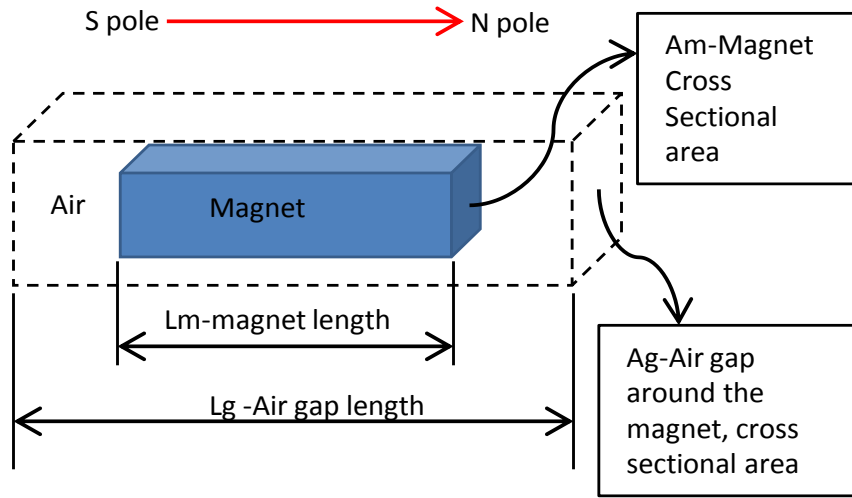 S pole
N pole
Am-Magnet
Cross
Sectional
area
Air
Magnet
Lm-magnet length
Lg -Air gap length
Ag-Air gap
around the
magnet, cross
sectional area